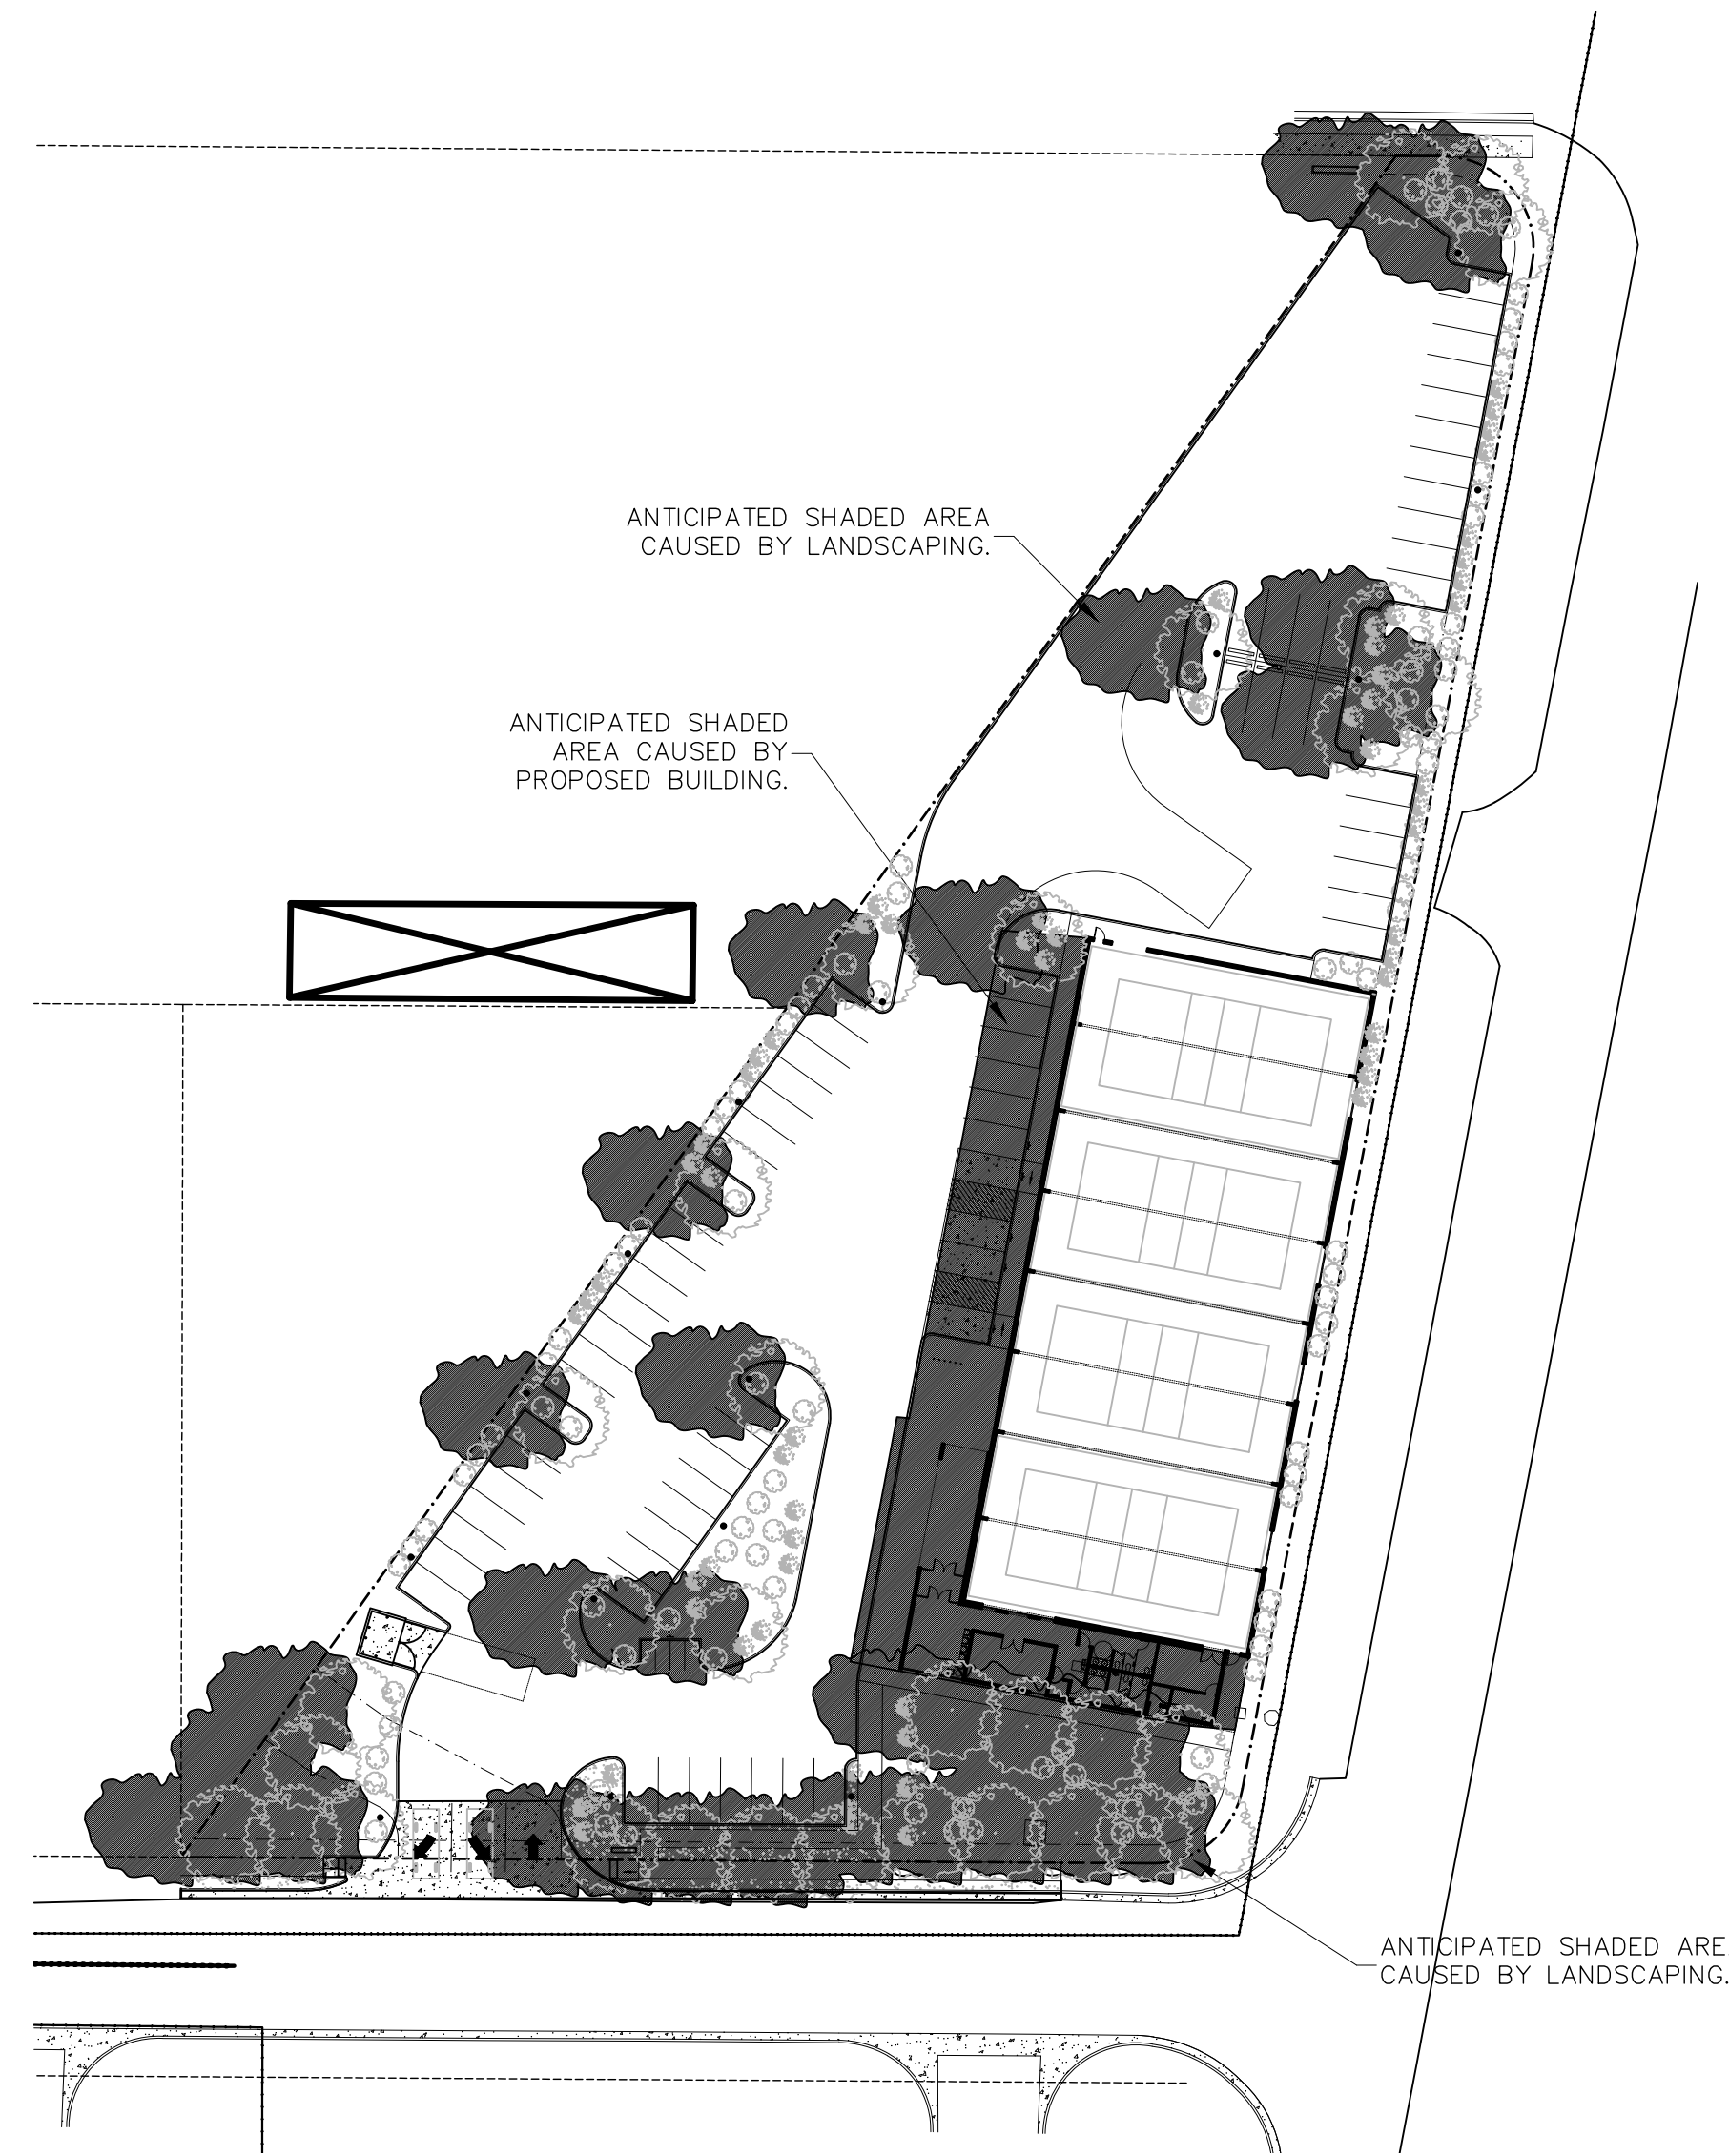 ANTICIPATED SHADED AREA
CAUSED BY LANDSCAPING.
ANTICIPATED SHADED
AREA CAUSED BY
PROPOSED BUILDING.
ANTICIPATED SHADED ARE
CAUSED BY LANDSCAPING.